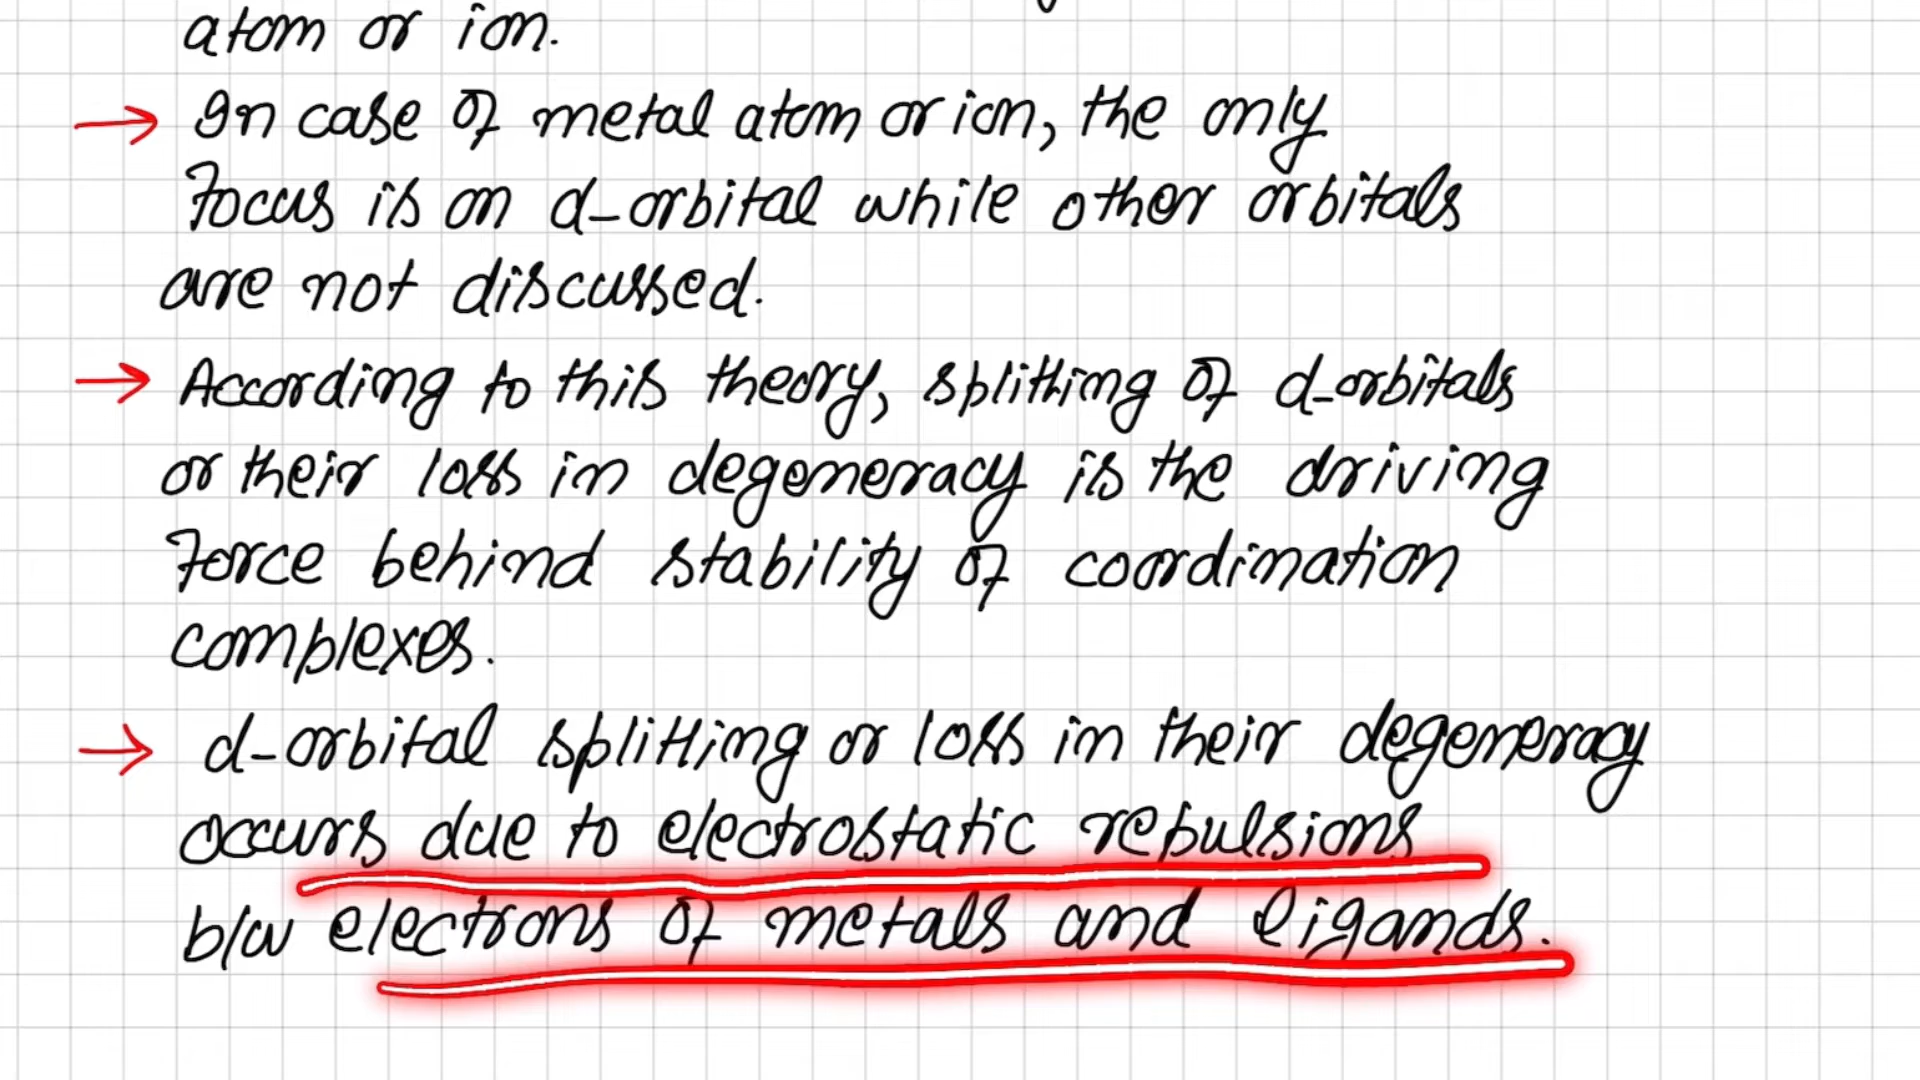 atom or ion.
→ In case of metal atom or ion, the only
focus is on d-orbital while other orbitals
are not discussed.
→ According to this theory, splitting of d-orbitals
or their loss in degeneracy is the driving
force behind stability of coordination
complexes.
→ d-orbital splitting or loss in their degeneracy
occurs due to electrostatic repulsions
b/w electrons of metals and ligands.